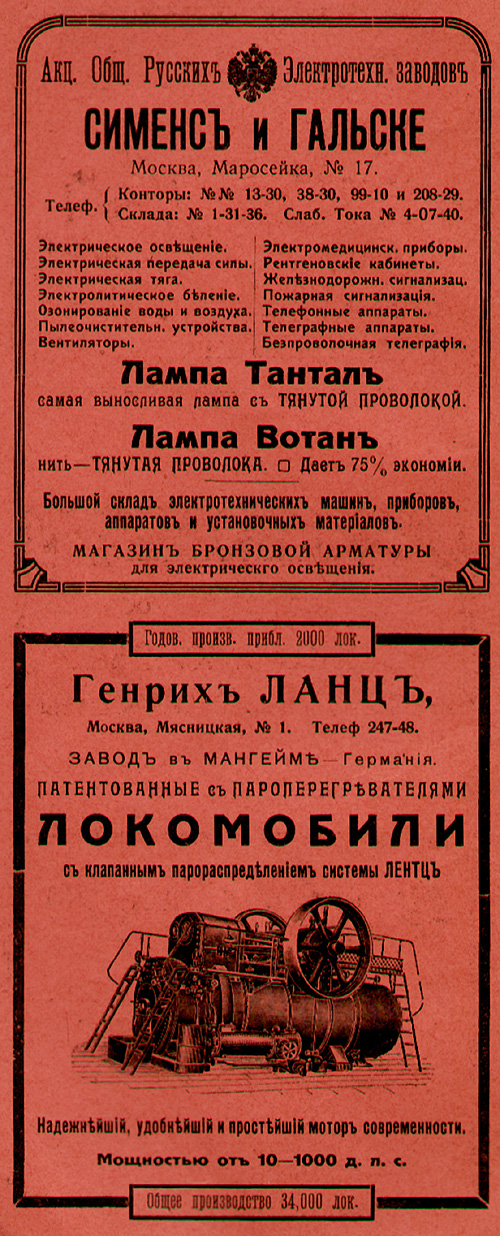 Акц. Общ. Русскихъ Электротехн. заводовъ
СИМЕНСЪ и ГАЛЬСКЕ
Москва, Маросейка, № 17.
Телеф. Конторы: №№ 13-30, 38-30, 99-10 и 208-29.
Склада: № 1-31-36. Слаб. Тока № 4-07-40.
Электрическое освѣщеніе.
Электрическая передача силы.
Электрическая тяга.
Электролитическое бѣленіе.
Озонированіе воды и воздуха.
Пылеочистительн. устройства.
Вентиляторы.
Электромедицинск. приборы.
Рентгеновскіе кабинеты.
Желѣзнодорожн. сигнализац.
Пожарная сигнализація.
Телефонные аппараты.
Телеграфные аппараты.
Безпроволочная телеграфія.
Лампа Танталъ
самая выносливая лампа съ ТЯНУТОЙ ПРОВОЛОКОЙ.
Лампа Вотанъ
нить—ТЯНУТАЯ ПРОВОЛОКА. □ Даетъ 75% экономіи.
Большой складъ электротехническихъ машинъ, приборовъ,
аппаратовъ и установочныхъ матеріаловъ.
МАГАЗИНЪ БРОНЗОВОЙ АРМАТУРЫ
для электрическго освѣщенія.
Годов. произв. прибл. 2000 лок.
Генрихъ ЛАНЦЪ,
Москва, Мясницкая, № 1. Телеф 247-48.
ЗАВОДЪ въ МАНГЕЙМѢ—Германія.
ПАТЕНТОВАННЫЕ съ ПАРОПЕРЕГРѢВАТЕЛЯМИ
ЛОКОМОБИЛИ
съ клапаннымъ парораспредѣленіемъ системы ЛЕНТЦЪ
Надежнѣйшій, удобнѣйшій и простѣйшій моторъ современности.
Мощностью отъ 10—1000 д. л. с.
Общее производство 34,000 лок.